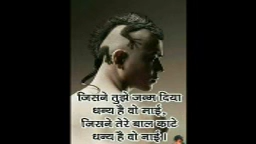 जिसने तुझे जन्म दिया
धन्य है वो माई,
जिसने तेरे बाल काटे
धन्य है वो नाई।